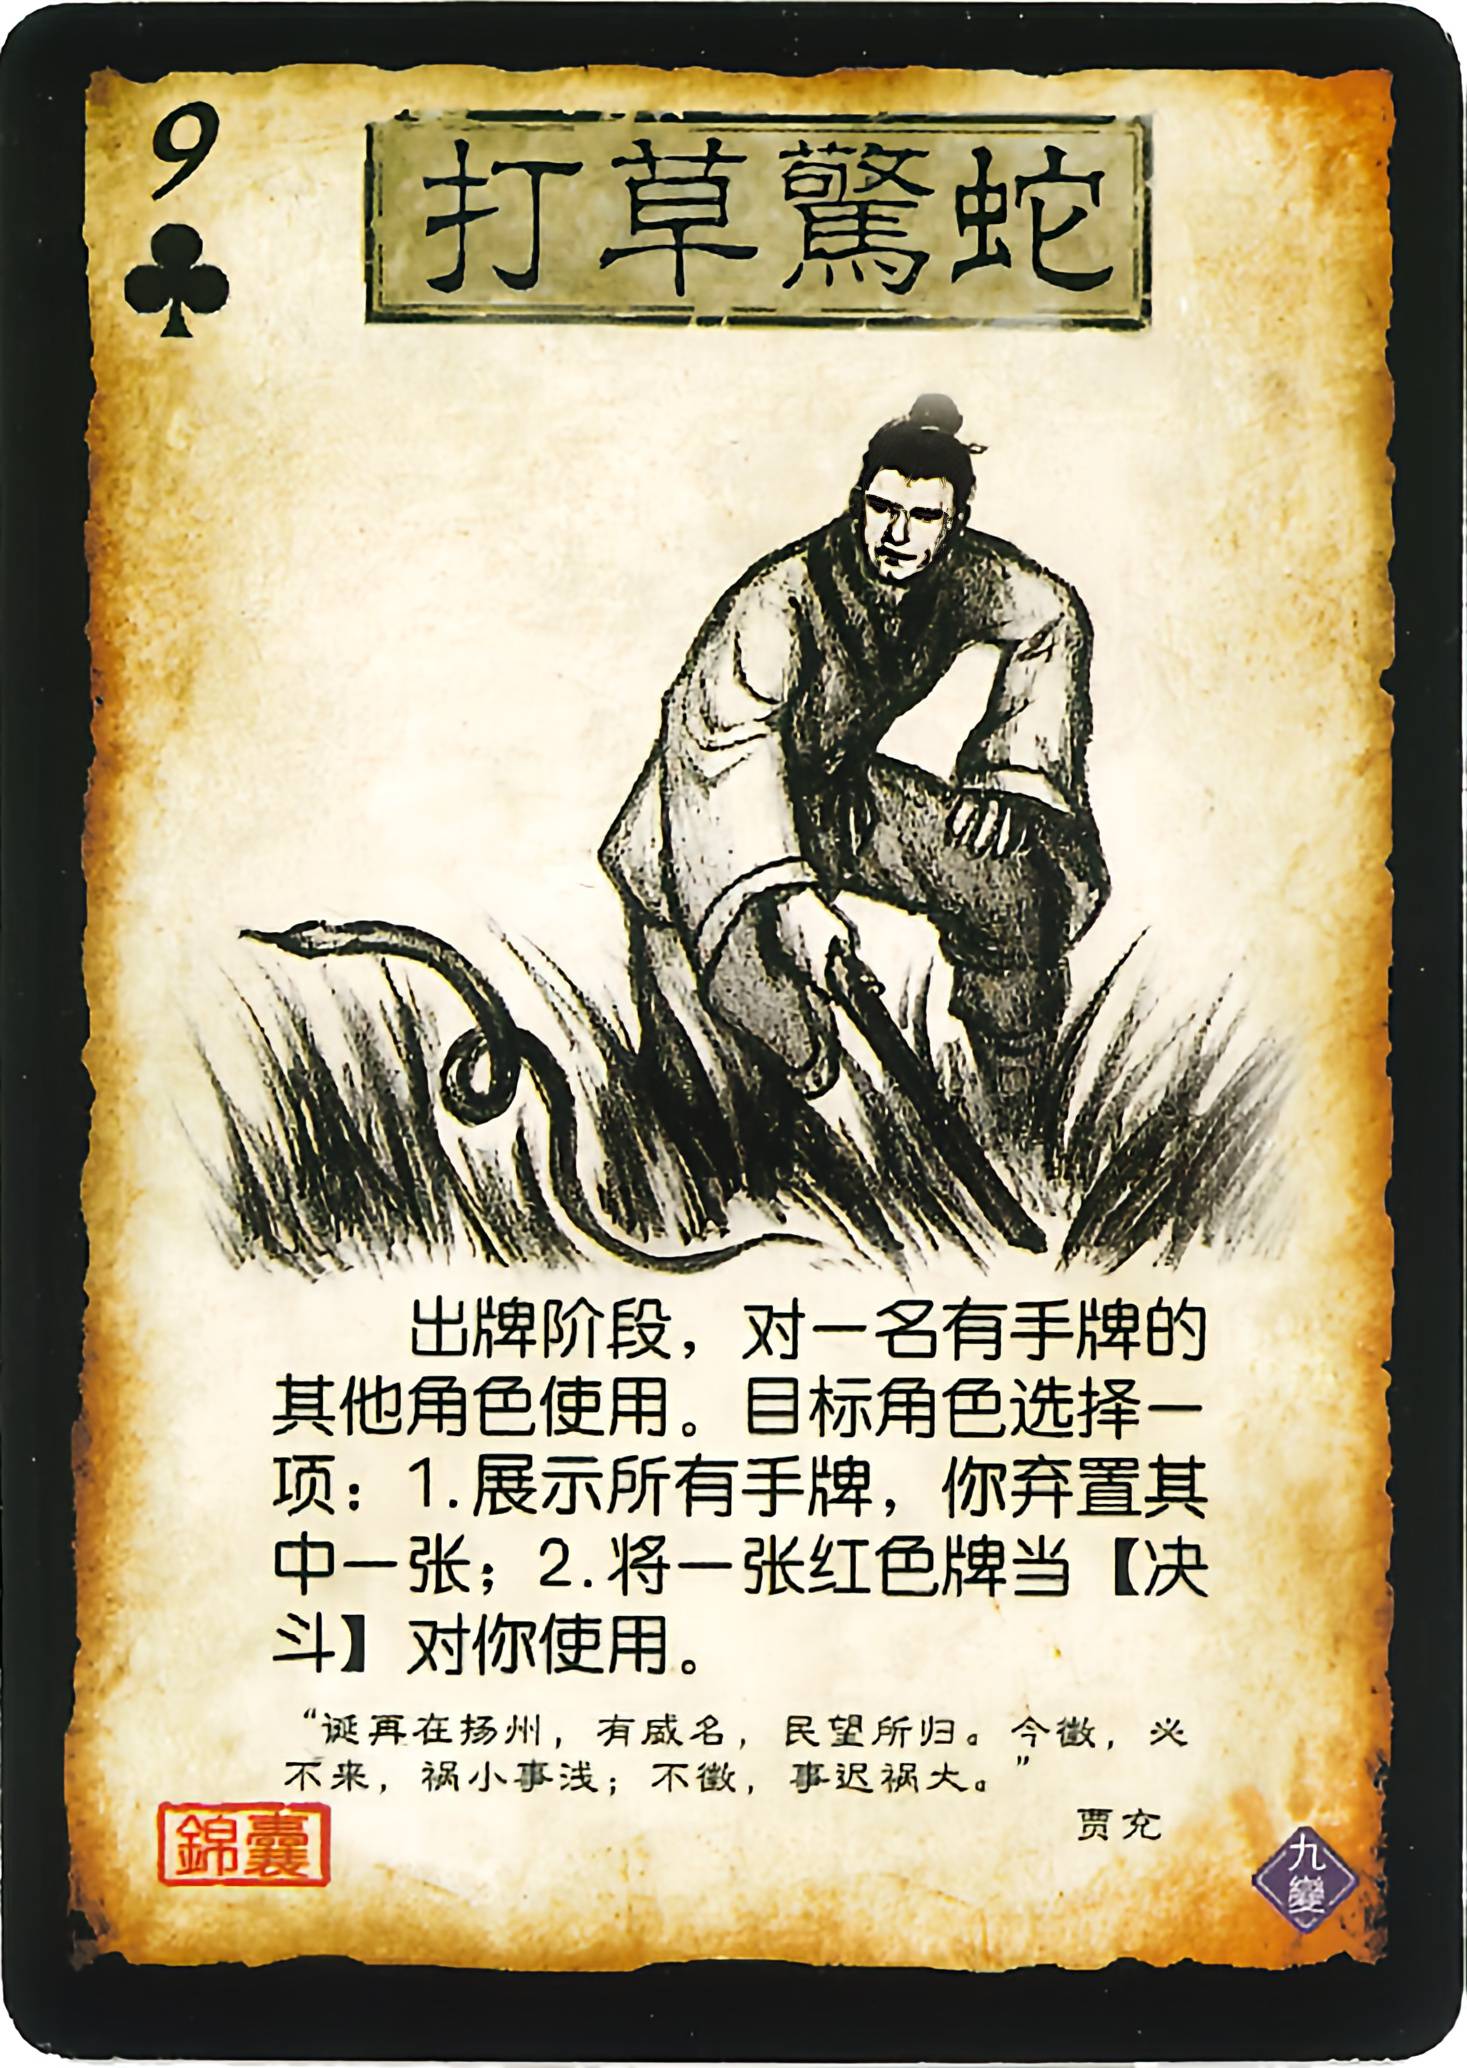 9
打草驚蛇
出牌阶段，对一名有手牌的
其他角色使用。目标角色选择一
项：1.展示所有手牌，你弃置其
中一张；2.将一张红色牌当【决
斗】对你使用。
“诞再在扬州，有威名，民望所归。今徵，必
不来，祸小事浅；不徵，事迟祸大。”
贾充
錦囊
九變